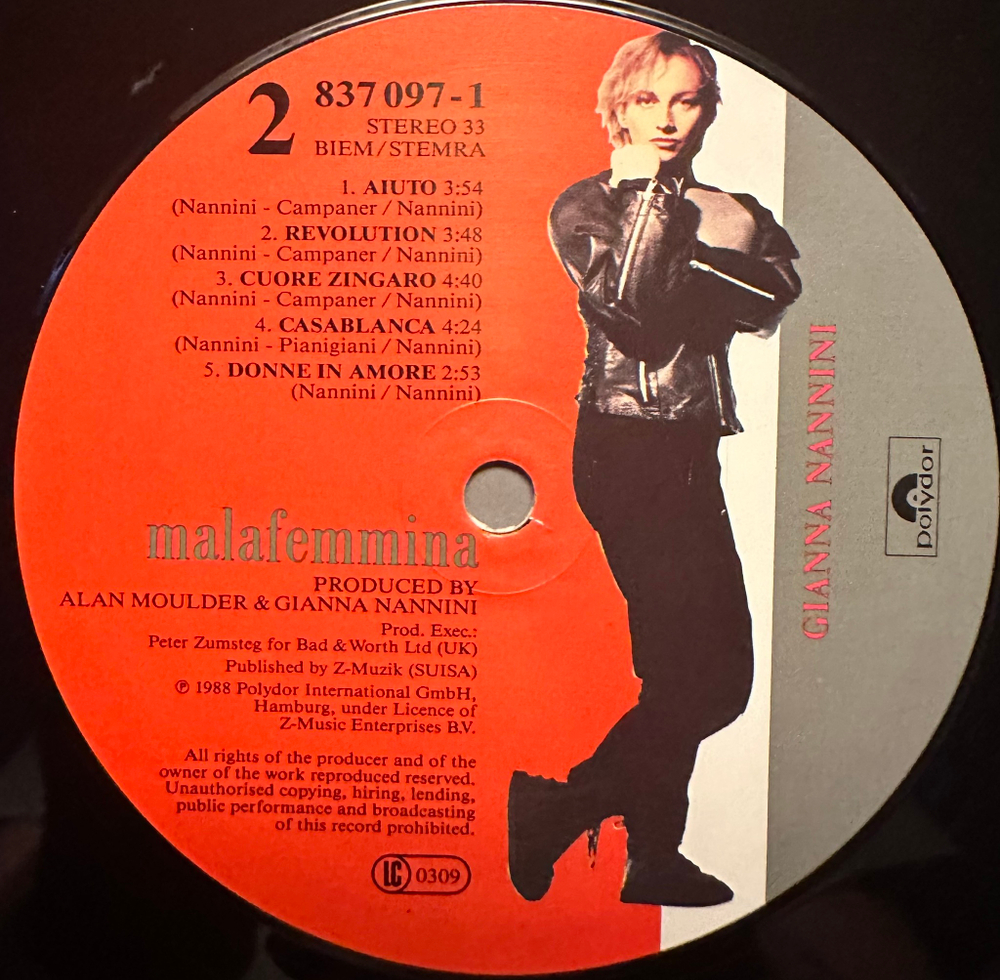 2
837 097-1
STEREO 33
BIEM/STEMRA
1. AIUTO 3:54
(Nannini - Campaner / Nannini)
2. REVOLUTION 3:48
(Nannini - Campaner / Nannini)
3. CUORE ZINGARO 4:40
(Nannini - Campaner / Nannini)
4. CASABLANCA 4:24
(Nannini - Pianigiani / Nannini)
5. DONNE IN AMORE 2:53
(Nannini / Nannini)
malafemmina
PRODUCED BY
ALAN MOULDER & GIANNA NANNINI
Prod. Exec.:
Peter Zumsteg for Bad & Worth Ltd (UK)
Published by Z-Muzik (SUISA)
℗ 1988 Polydor International GmbH,
Hamburg, under Licence of
Z-Music Enterprises B.V.
All rights of the producer and of the
owner of the work reproduced reserved.
Unauthorised copying, hiring, lending,
public performance and broadcasting
of this record prohibited.
LC 0309
GIANNA NANNINI
polydor